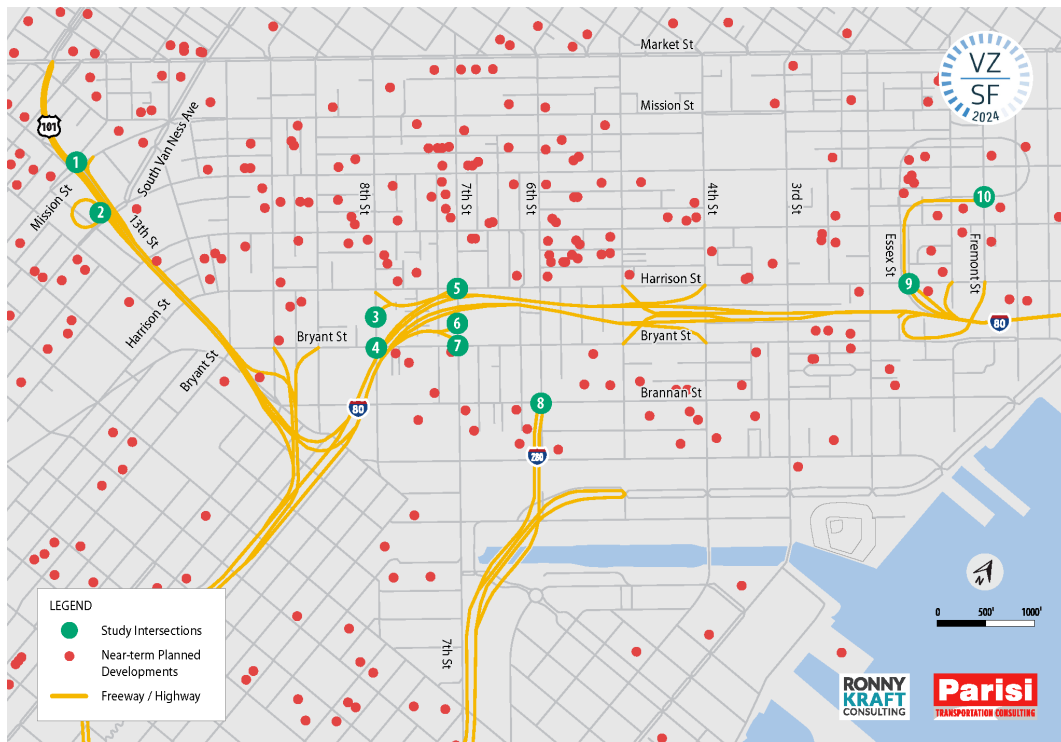 Market St
VZ
SF
2024
Mission St
101
1
South Van Ness Ave
Mission St
2
13th St
8th St
7th St
6th St
4th St
3rd St
10
Essex St
Fremont St
Harrison St
5
9
3
6
80
Harrison St
Bryant St
4
7
Bryant St
Bryant St
Brannan St
80
8
280
N
0 500' 1000'
LEGEND
Study Intersections
Near-term Planned
Developments
Freeway / Highway
7th St
RONNY
KRAFT
CONSULTING
Parisi
TRANSPORTATION CONSULTING